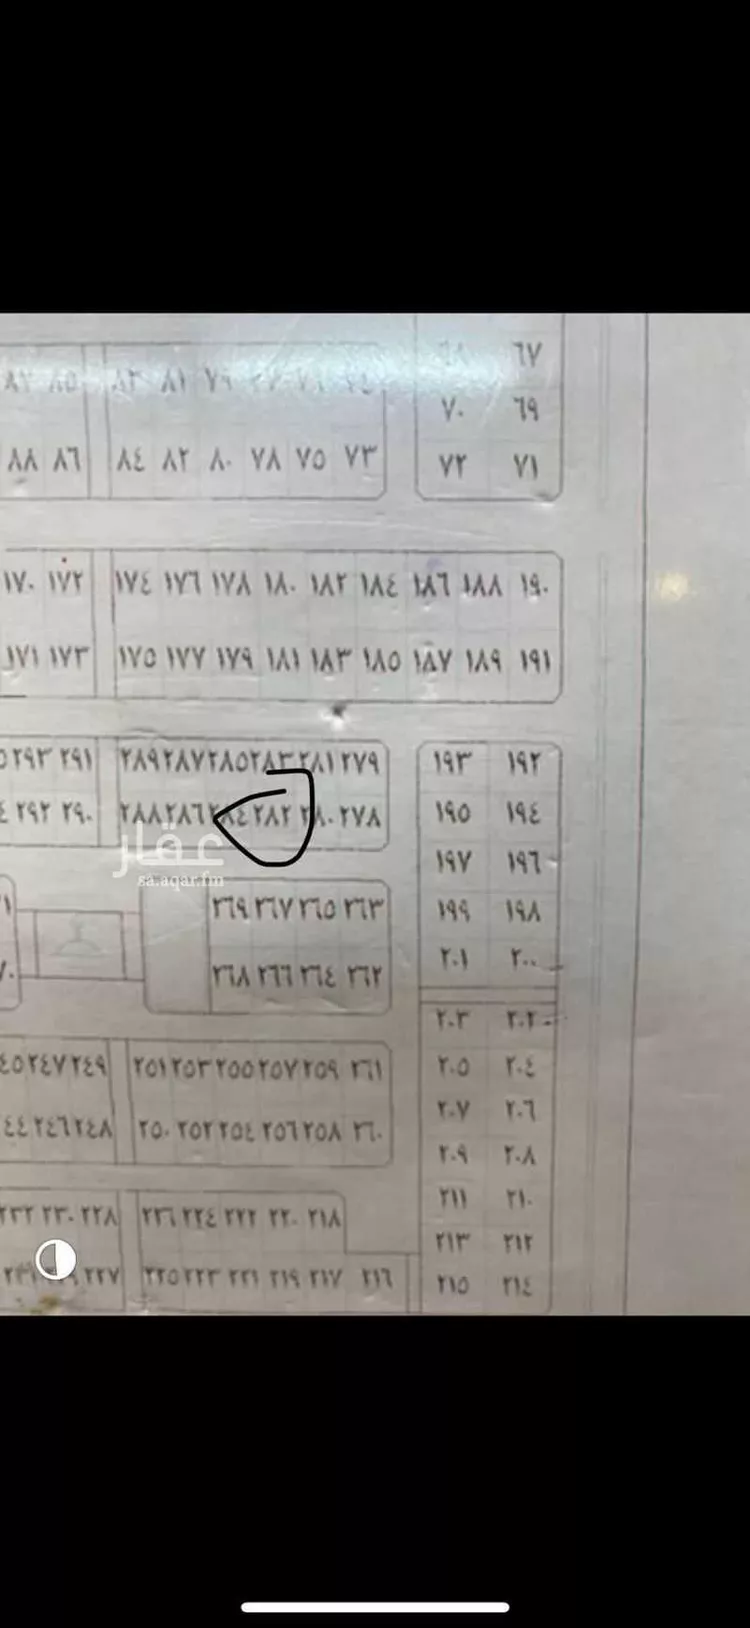 ٦٧
٧٠ ٦٩
٨٨ ٨٦ ٨٤ ٨٢ ٨٠ ٧٨ ٧٥ ٧٣ ٧٢ ٧١
١٧٠ ١٧٢ ١٧٤ ١٧٦ ١٧٨ ١٨٠ ١٨٢ ١٨٤ ١٨٦ ١٨٨ ١٩٠
١٧١ ١٧٣ ١٧٥ ١٧٧ ١٧٩ ١٨١ ١٨٣ ١٨٥ ١٨٧ ١٨٩ ١٩١
٢٩٣ ٢٩١ ٢٨٩ ٢٨٧ ٢٨٥ ٢٨٣ ٢٨١ ٢٧٩ ١٩٣ ١٩٢
٢٩٢ ٢٩٠ ٢٨٨ ٢٨٦ ٢٨٤ ٢٨٢ ٢٨٠ ٢٧٨ ١٩٥ ١٩٤
عقار
sa.aqar.fm
١٩٧ ١٩٦
٢٦٩ ٢٦٧ ٢٦٥ ٢٦٣ ١٩٩ ١٩٨
٢٦٨ ٢٦٦ ٢٦٤ ٢٦٢ ٢٠١ ٢٠٠
٢٠٣ ٢٠٢
٢٤٧ ٢٤٩ ٢٥١ ٢٥٣ ٢٥٥ ٢٥٧ ٢٥٩ ٢٦١ ٢٠٥ ٢٠٤
٢٠٧ ٢٠٦
٢٤٦ ٢٤٨ ٢٥٠ ٢٥٢ ٢٥٤ ٢٥٦ ٢٥٨ ٢٦٠ ٢٠٩ ٢٠٨
٢٣٢ ٢٣٠ ٢٢٨ ٢٢٦ ٢٢٤ ٢٢٢ ٢٢٠ ٢١٨ ٢١١ ٢١٠
٢١٣ ٢١٢
٢٢٧ ٢٢٥ ٢٢٣ ٢٢١ ٢١٩ ٢١٧ ٢١٦ ٢١٥ ٢١٤